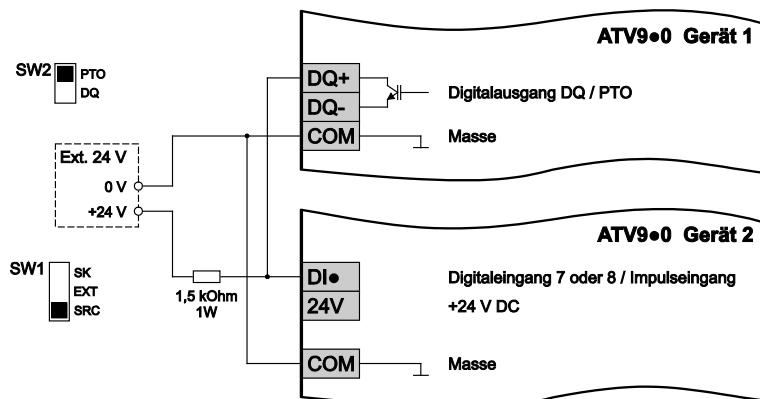 ATV9●0 Gerät 1
SW2
PTO
DQ
DQ+
DQ-
COM
Digitalausgang DQ / PTO
Masse
Ext. 24 V
0 V
+24 V
ATV9●0 Gerät 2
SW1
SK
EXT
SRC
1,5 kOhm
1W
DI●
24V
COM
Digitaleingang 7 oder 8 / Impulseingang
+24 V DC
Masse